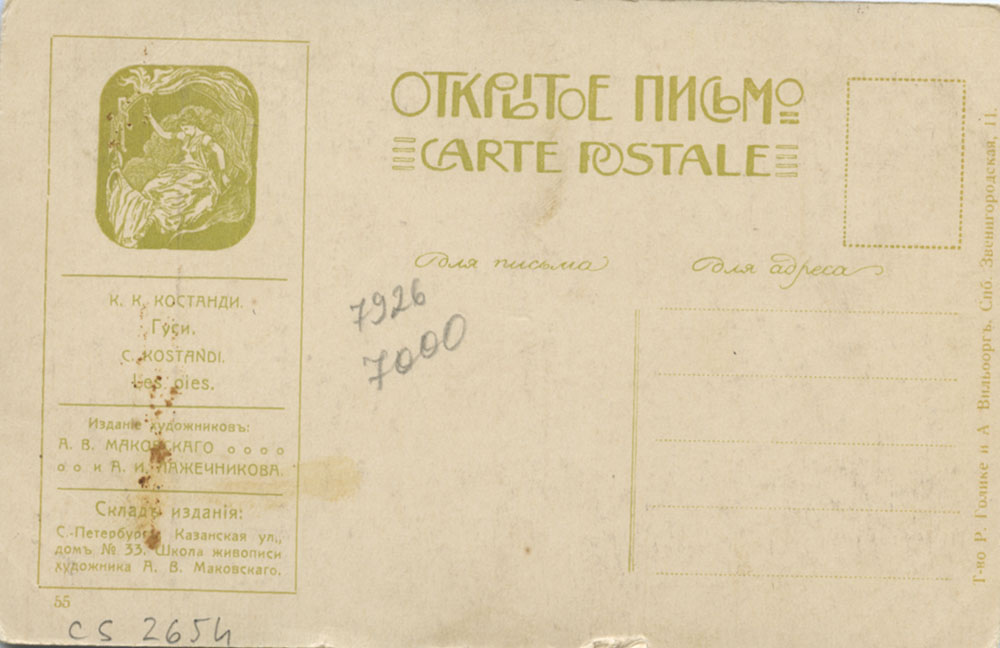 ОТКРЫТОЕ ПИСЬМО
CARTE POSTALE
для письма
для адреса
К. К. КОСТАНДИ.
Гуси.
C. KOSTANDI.
Les oies.
Изданіе художниковъ:
А. В. МАКОВСКАГО
и А. И. ЛАЖЕЧНИКОВА.
Складъ изданія:
С.-Петербургъ, Казанская ул.,
домъ № 33. Школа живописи
художника А. В. Маковскаго.
55
CS 2654
7926
7000
Т-во Р. Голике и А Вильборгъ. Спб. Звенигородская, 11.